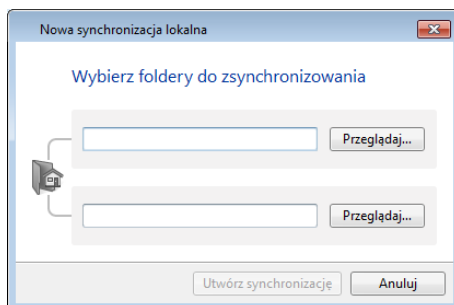 Nowa synchronizacja lokalna
Wybierz foldery do zsynchronizowania
Przeglądaj...
Przeglądaj...
Utwórz synchronizację
Anuluj